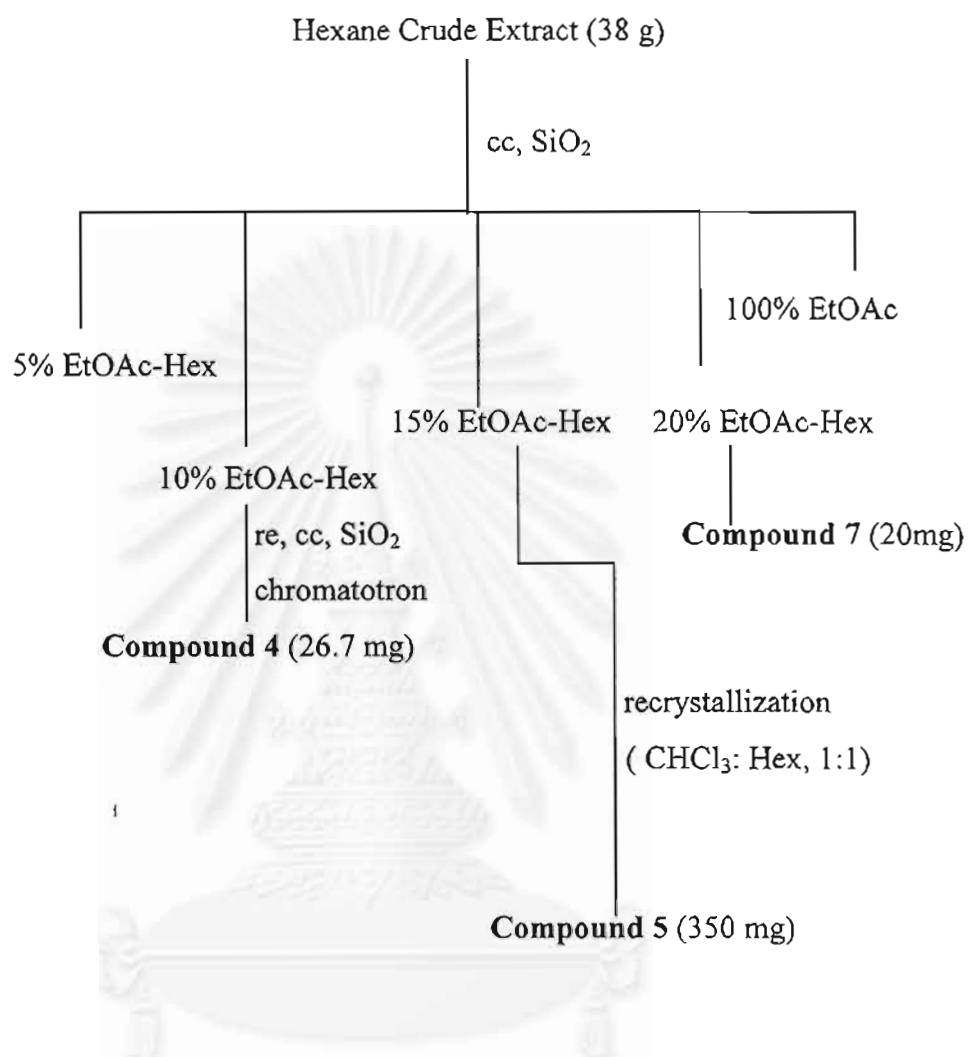 Hexane Crude Extract (38 g)
cc, SiO₂
100% EtOAc
5% EtOAc-Hex
15% EtOAc-Hex
20% EtOAc-Hex
10% EtOAc-Hex
re, cc, SiO₂
chromatotron
Compound 7 (20mg)
Compound 4 (26.7 mg)
recrystallization
( CHCl₃: Hex, 1:1)
Compound 5 (350 mg)